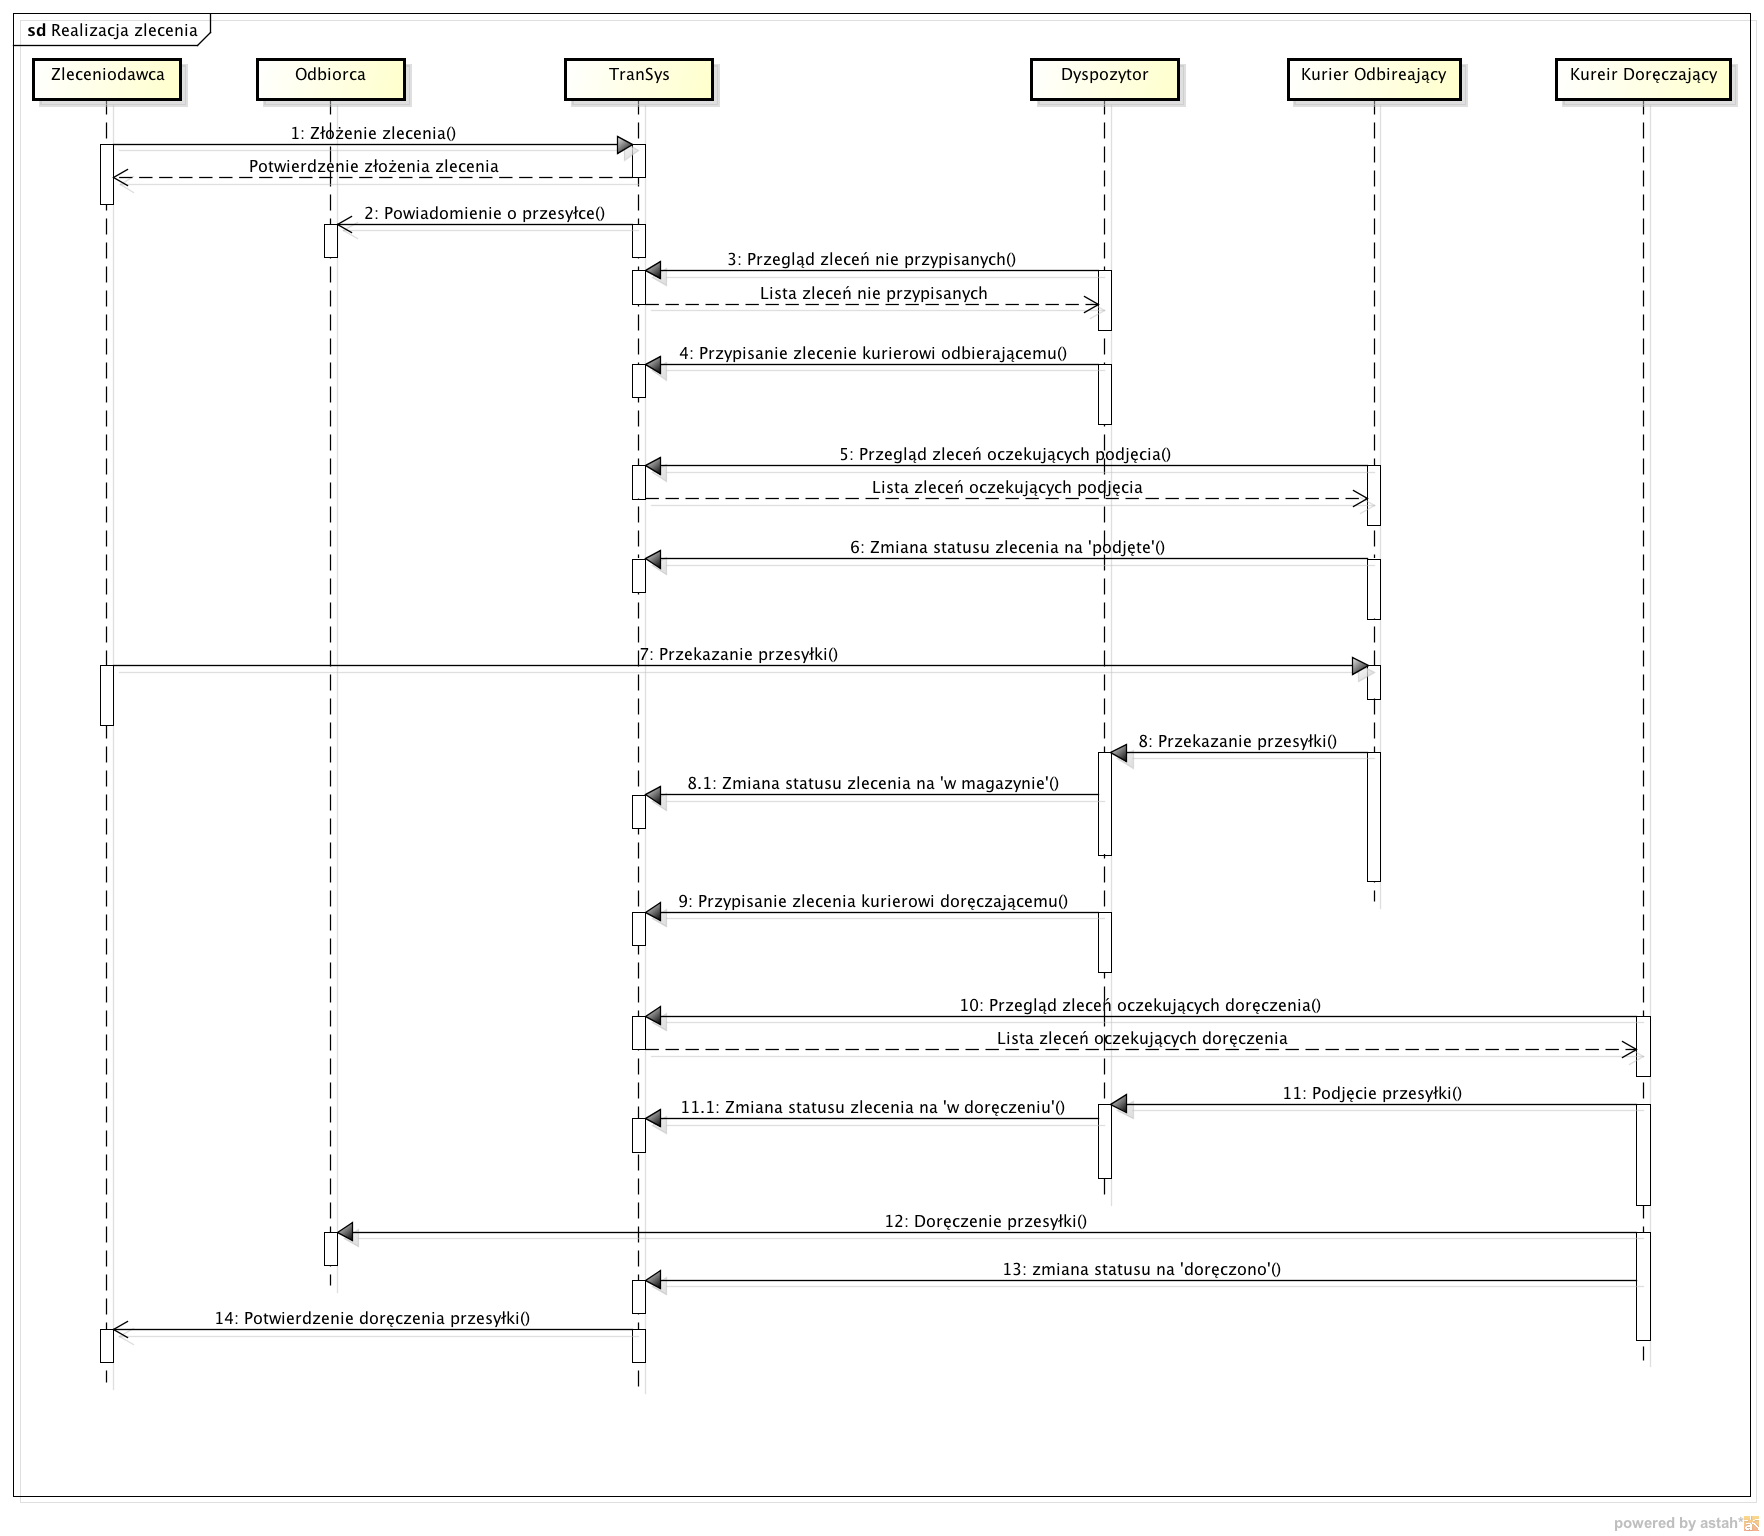 sd Realizacja zlecenia
Zleceniodawca
Odbiorca
TranSys
Dyspozytor
Kurier Odbireający
Kureir Doręczający
1: Złożenie zlecenia()
Potwierdzenie złożenia zlecenia
2: Powiadomienie o przesyłce()
3: Przegląd zleceń nie przypisanych()
Lista zleceń nie przypisanych
4: Przypisanie zlecenie kurierowi odbierającemu()
5: Przegląd zleceń oczekujących podjęcia()
Lista zleceń oczekujących podjęcia
6: Zmiana statusu zlecenia na 'podjęte'()
7: Przekazanie przesyłki()
8: Przekazanie przesyłki()
8.1: Zmiana statusu zlecenia na 'w magazynie'()
9: Przypisanie zlecenia kurierowi doręczającemu()
10: Przegląd zleceń oczekujących doręczenia()
Lista zleceń oczekujących doręczenia
11: Podjęcie przesyłki()
11.1: Zmiana statusu zlecenia na 'w doręczeniu'()
12: Doręczenie przesyłki()
13: zmiana statusu na 'doręczono'()
14: Potwierdzenie doręczenia przesyłki()
powered by astah*